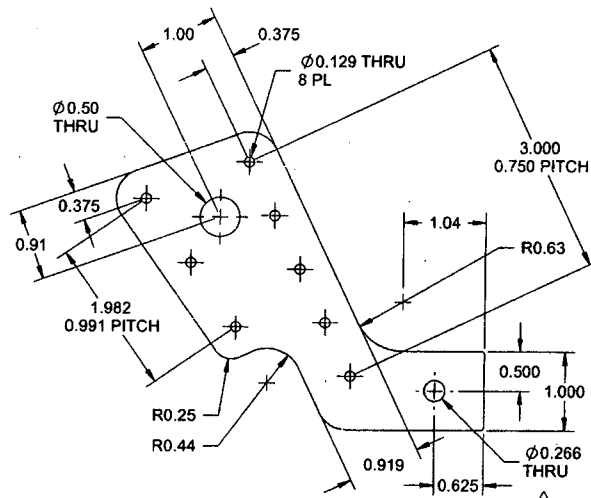 1.00
0.375
Ø0.129 THRU
8 PL
Ø0.50
THRU
3.000
0.750 PITCH
0.375
1.04
0.91
R0.63
1.982
0.991 PITCH
0.500
1.000
R0.25
R0.44
Ø0.266
THRU
0.919
0.625